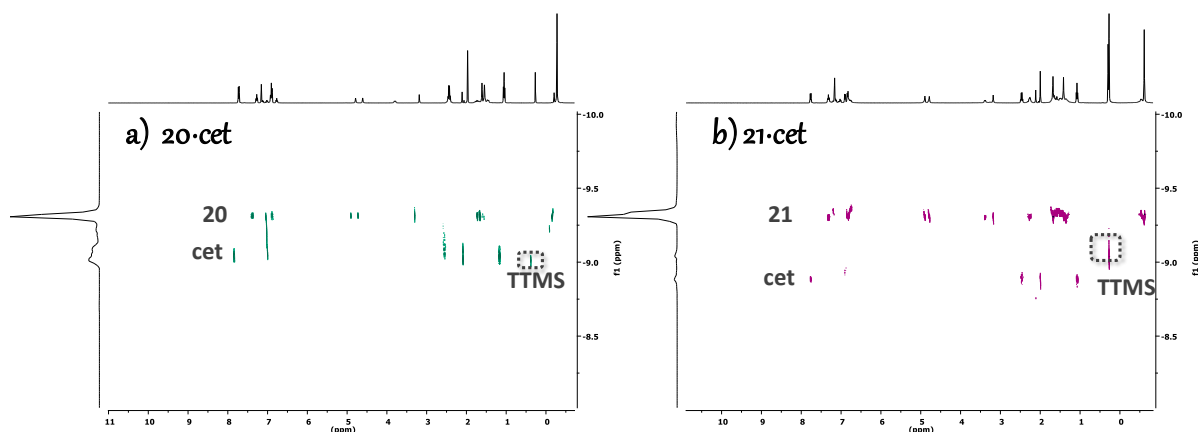 a) 20·cet
20
cet
TTMS
-10.0
-9.5
-9.0
-8.5
f1 (ppm)
11 10 9 8 7 6 5 4 3 2 1 0
(ppm)
b) 21·cet
21
cet
TTMS
-10.0
-9.5
-9.0
-8.5
f1 (ppm)
10 9 8 7 6 5 4 3 2 1 0
(ppm)